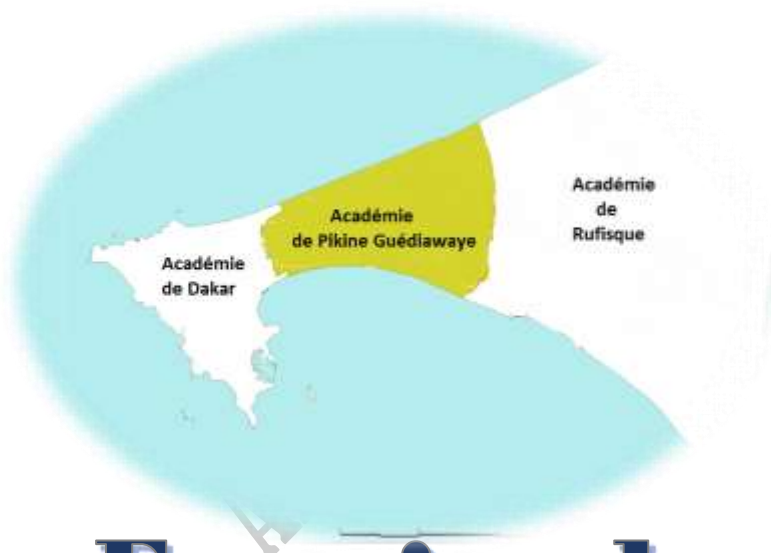 Académie
de Dakar
Académie
de Pikine Guédiawaye
Académie
de
Rufisque